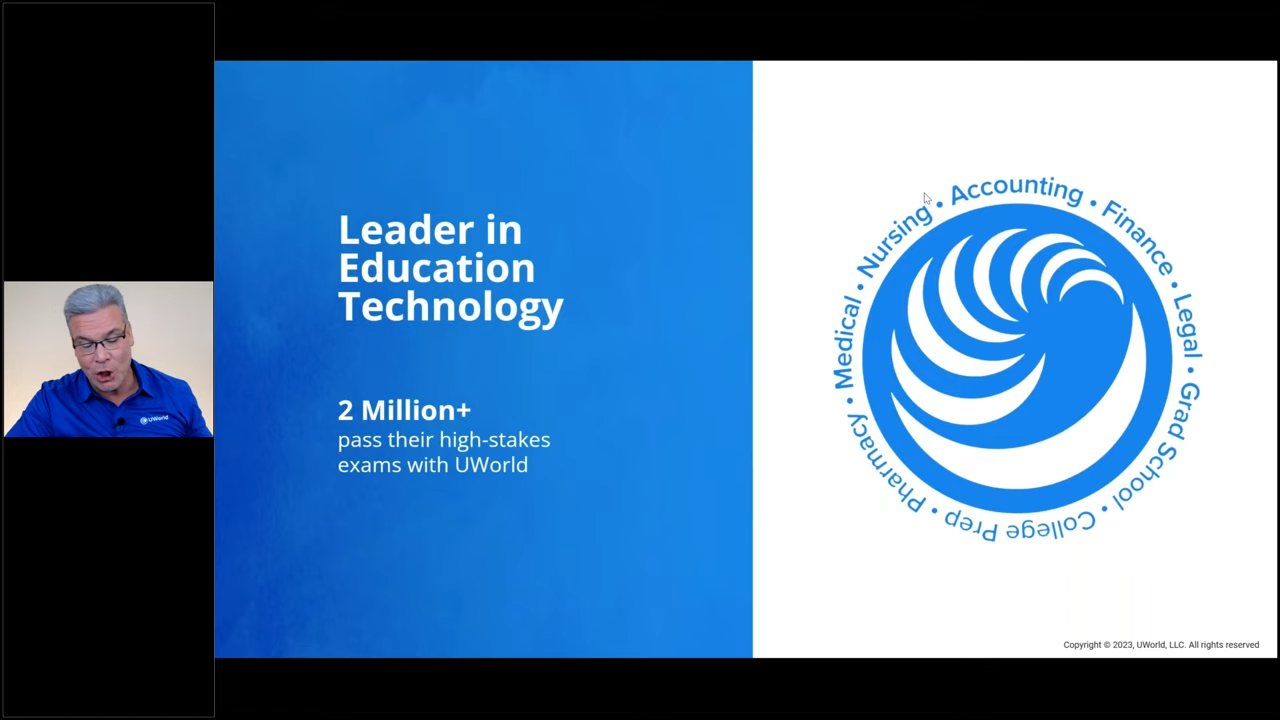 Leader in
Education
Technology
2 Million+
pass their high-stakes
exams with UWorld
Medical • Nursing • Accounting • Finance • Legal • Grad School • College Prep • Pharmacy •
UWorld
Copyright © 2023, UWorld, LLC. All rights reserved